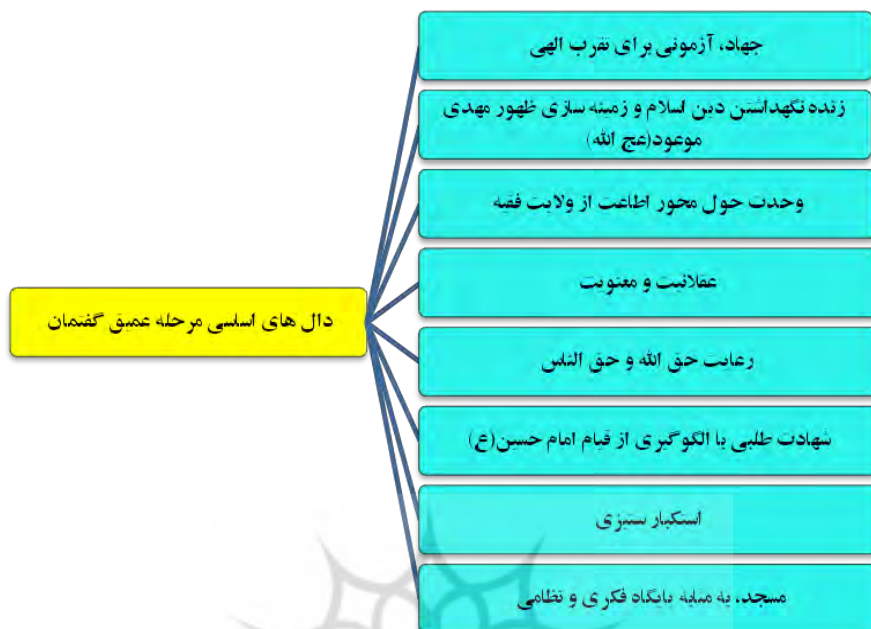 جهاد، آزمونی برای تقرب الهی
زنده نگهداشتن دین اسلام و زمینه سازی ظهور مهدی
موعود(عج الله)
وحدت حول محور اطاعت از ولایت فقیه
عقلانیت و معنویت
دال های اساسی مرحله عمیق گفتمان
رعایت حق الله و حق الناس
شهادت طلبی با الگوگیری از قیام امام حسین(ع)
استکبار ستیزی
مسجد، به مثابه پایگاه فکری و نظامی